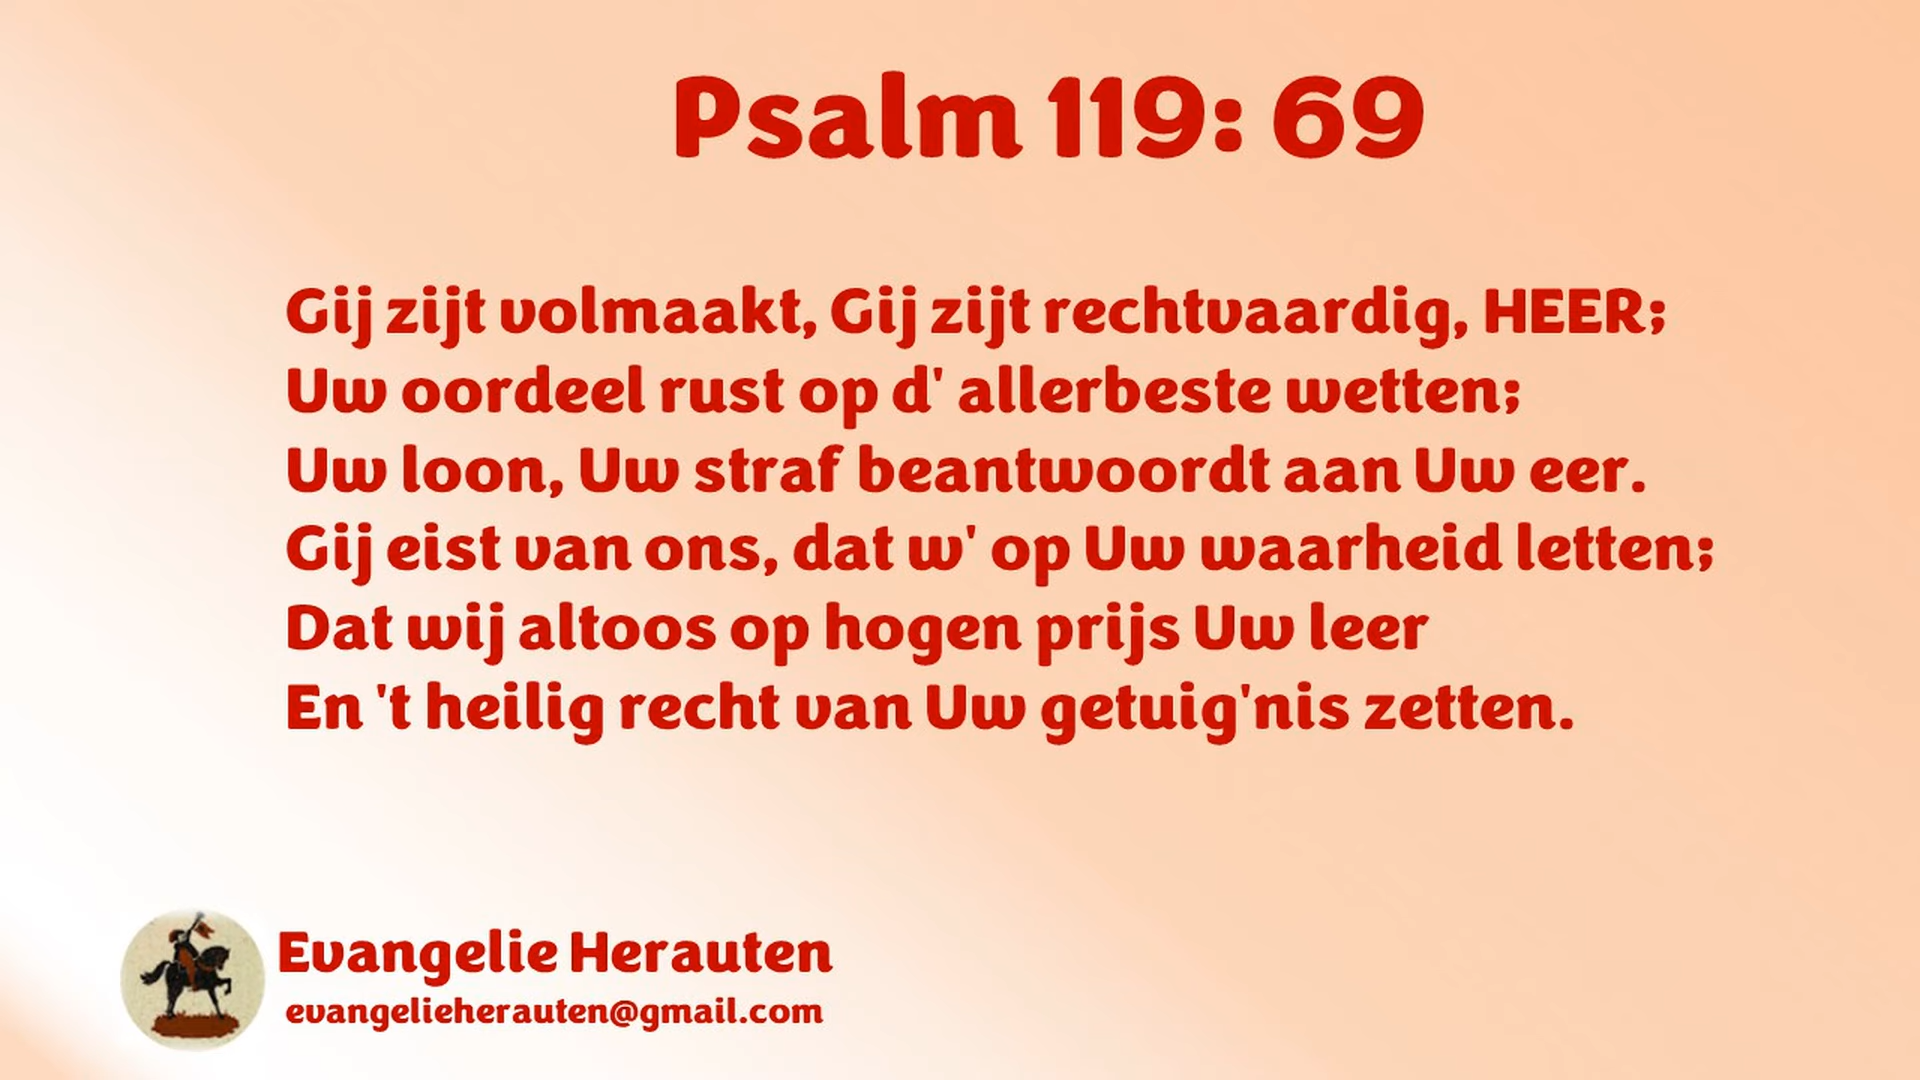 Psalm 119: 69
Gij zijt volmaakt, Gij zijt rechtvaardig, HEER;
Uw oordeel rust op d' allerbeste wetten;
Uw loon, Uw straf beantwoordt aan Uw eer.
Gij eist van ons, dat w' op Uw waarheid letten;
Dat wij altoos op hogen prijs Uw leer
En 't heilig recht van Uw getuig'nis zetten.
Evangelie Herauten
evangelieherauten@gmail.com